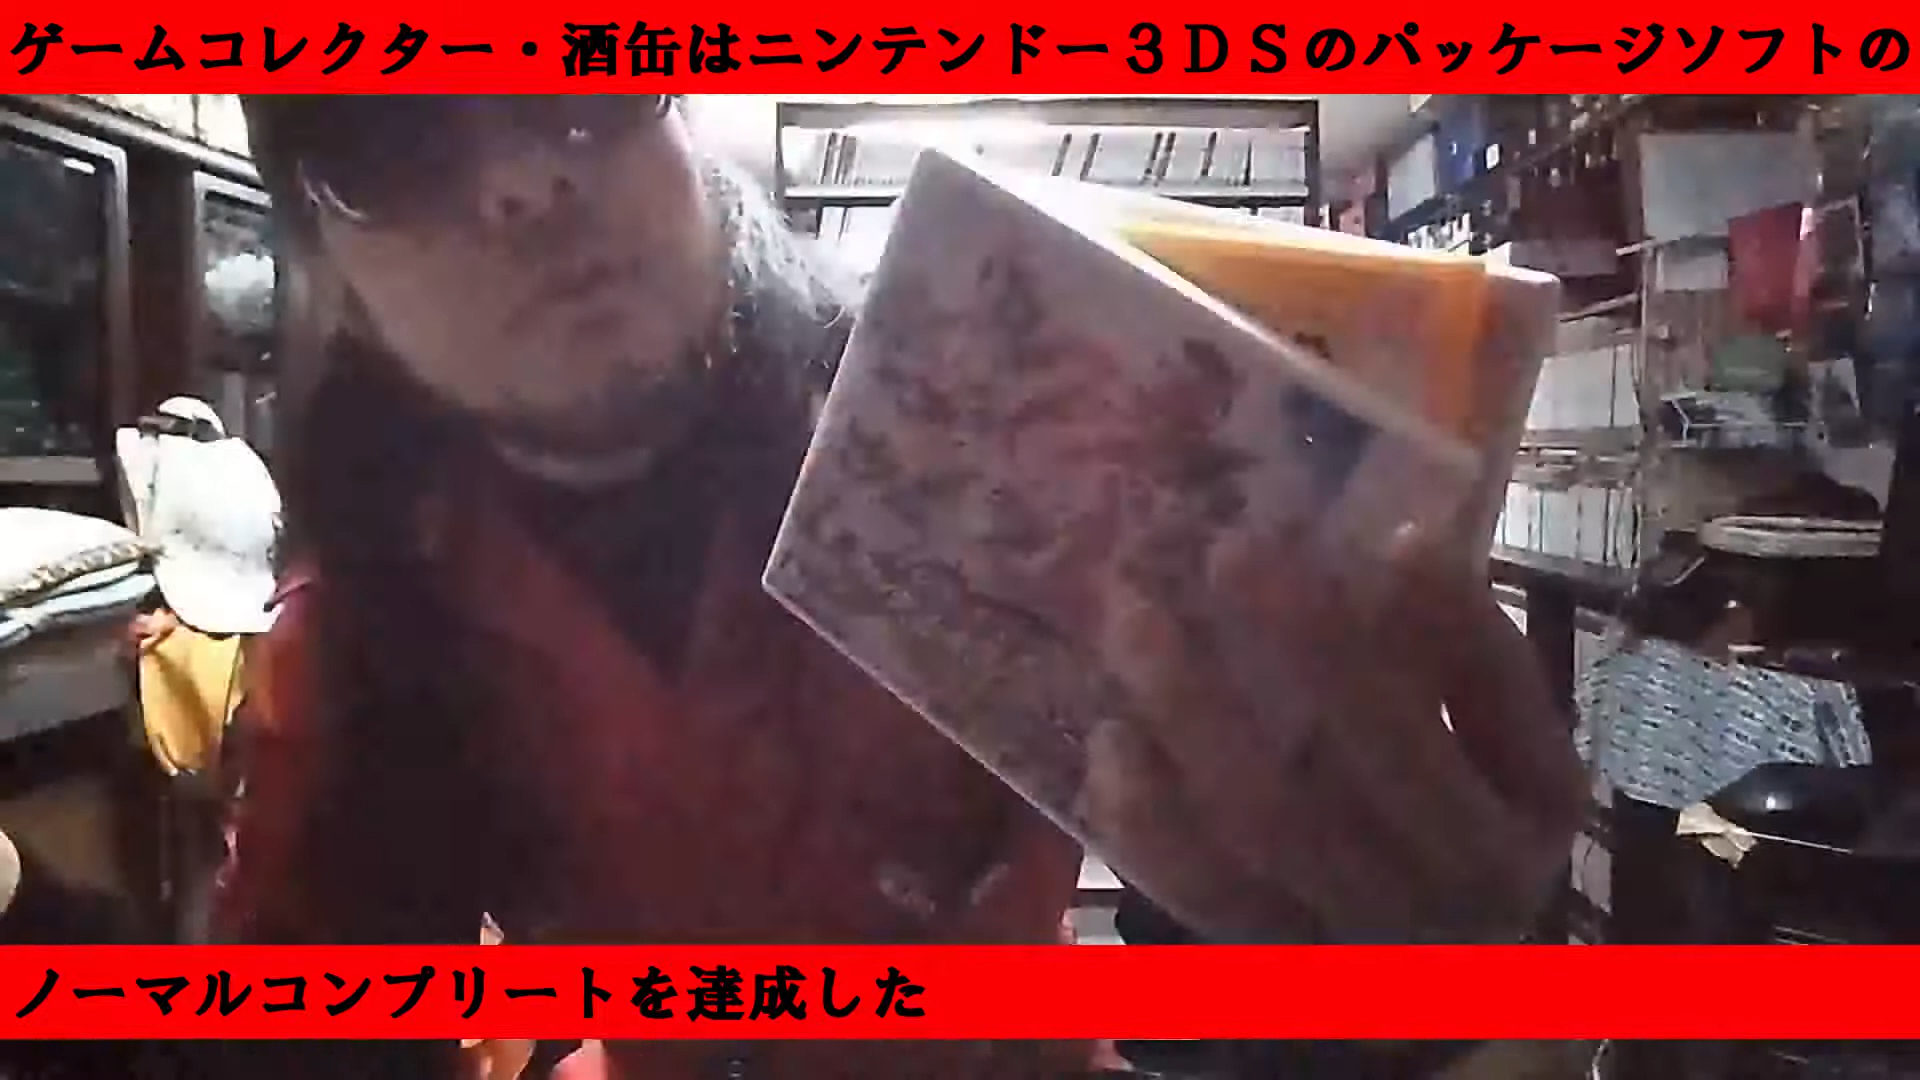 ゲームコレクター・酒缶はニンテンドー３ＤＳのパッケージソフトの
ノーマルコンプリートを達成した